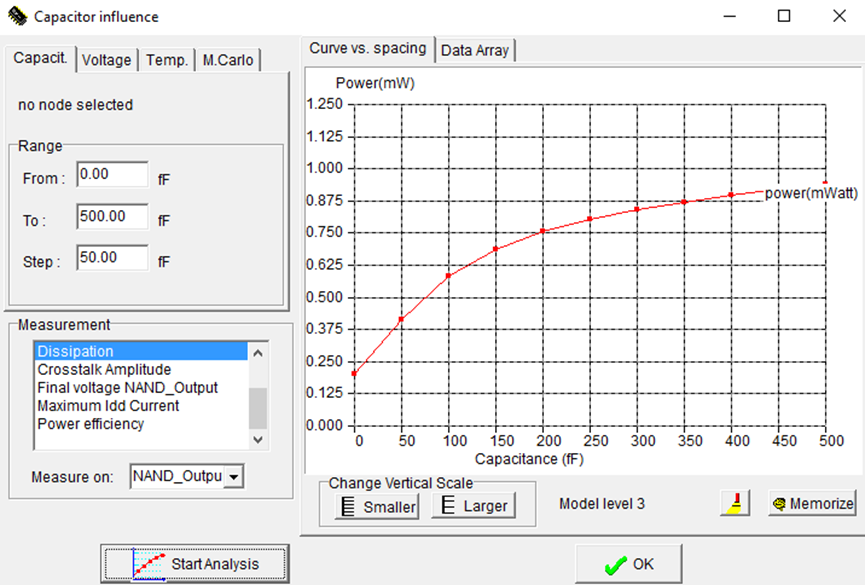 Capacitor influence
Capacit. Voltage Temp. M.Carlo
no node selected
Range
From : 0.00 fF
To : 500.00 fF
Step : 50.00 fF
Measurement
Dissipation
Crosstalk Amplitude
Final voltage NAND_Output
Maximum Idd Current
Power efficiency
Measure on: NAND_Outpu
Start Analysis
Curve vs. spacing Data Array
Power(mW)
1.250
1.125
1.000
0.875
0.750
0.625
0.500
0.375
0.250
0.125
0.000
power(mWatt)
0 50 100 150 200 250 300 350 400 450 500
Capacitance (fF)
Change Vertical Scale
Smaller Larger
Model level 3
Memorize
OK